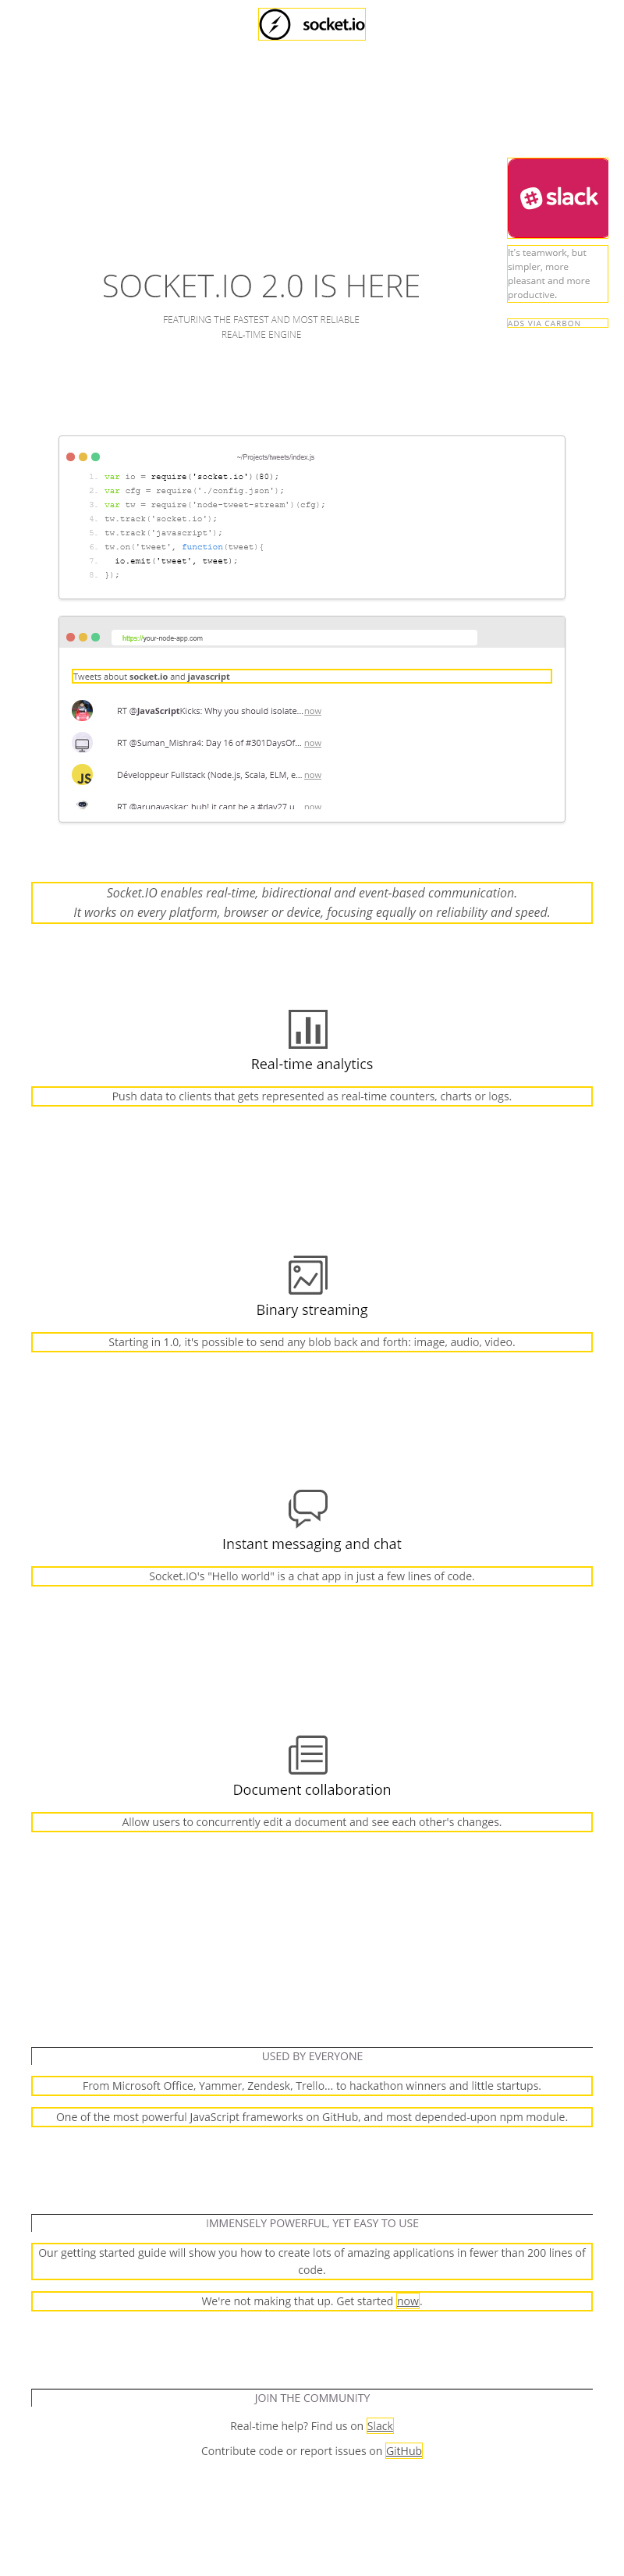 socket.io
slack
It's teamwork, but
simpler, more
pleasant and more
productive.
ADS VIA CARBON
SOCKET.IO 2.0 IS HERE
FEATURING THE FASTEST AND MOST RELIABLE
REAL-TIME ENGINE
~/Projects/tweets/index.js
1. var io = require('socket.io')(80);
2. var cfg = require('./config.json');
3. var tw = require('node-tweet-stream')(cfg);
4. tw.track('socket.io');
5. tw.track('javascript');
6. tw.on('tweet', function(tweet){
7. io.emit('tweet', tweet);
8. });
https://your-node-app.com
Tweets about socket.io and javascript
RT @JavaScriptKicks: Why you should isolate... now
RT @Suman_Mishra4: Day 16 of #301DaysOf... now
JS
Développeur Fullstack (Node.js, Scala, ELM, e... now
RT @arunavaskar: huh! it cant be a #day27 u... now
Socket.IO enables real-time, bidirectional and event-based communication.
It works on every platform, browser or device, focusing equally on reliability and speed.
Real-time analytics
Push data to clients that gets represented as real-time counters, charts or logs.
Binary streaming
Starting in 1.0, it's possible to send any blob back and forth: image, audio, video.
Instant messaging and chat
Socket.IO's "Hello world" is a chat app in just a few lines of code.
Document collaboration
Allow users to concurrently edit a document and see each other's changes.
USED BY EVERYONE
From Microsoft Office, Yammer, Zendesk, Trello... to hackathon winners and little startups.
One of the most powerful JavaScript frameworks on GitHub, and most depended-upon npm module.
IMMENSELY POWERFUL, YET EASY TO USE
Our getting started guide will show you how to create lots of amazing applications in fewer than 200 lines of
code.
We're not making that up. Get started now.
JOIN THE COMMUNITY
Real-time help? Find us on Slack
Contribute code or report issues on GitHub